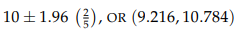 10 ± 1.96 (2/5), OR (9.216, 10.784)